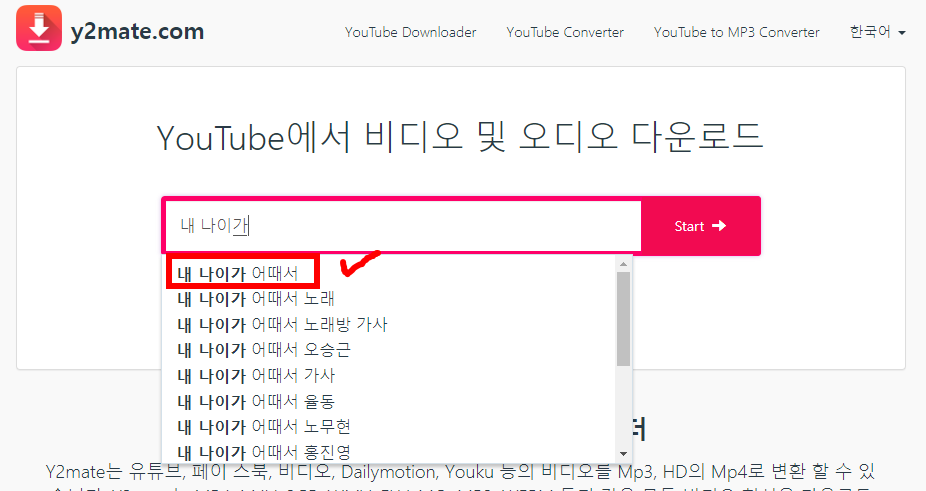 y2mate.com
YouTube Downloader YouTube Converter YouTube to MP3 Converter 한국어
YouTube에서 비디오 및 오디오 다운로드
내 나이가
Start
내 나이가 어때서
내 나이가 어때서 노래
내 나이가 어때서 노래방 가사
내 나이가 어때서 오승근
내 나이가 어때서 가사
내 나이가 어때서 율동
내 나이가 어때서 노무현
내 나이가 어때서 홍진영
Y2mate는 유튜브, 페이 스북, 비디오, Dailymotion, Youku 등의 비디오를 Mp3, HD의 Mp4로 변환 할 수 있